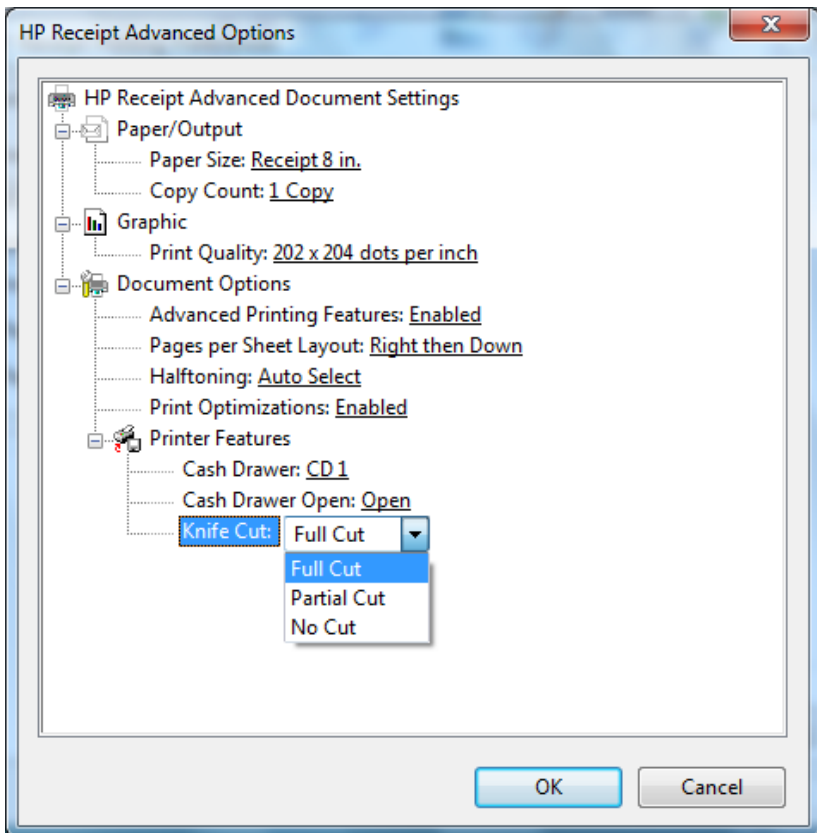 HP Receipt Advanced Options
HP Receipt Advanced Document Settings
Paper/Output
Paper Size: Receipt 8 in.
Copy Count: 1 Copy
Graphic
Print Quality: 202 x 204 dots per inch
Document Options
Advanced Printing Features: Enabled
Pages per Sheet Layout: Right then Down
Halftoning: Auto Select
Print Optimizations: Enabled
Printer Features
Cash Drawer: CD 1
Cash Drawer Open: Open
Knife Cut: Full Cut
Full Cut
Partial Cut
No Cut
OK Cancel